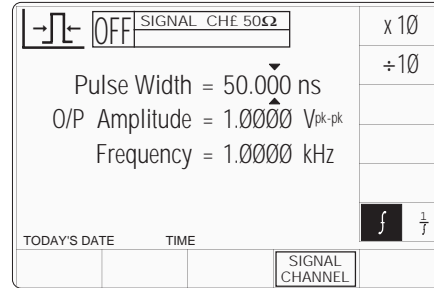 OFF SIGNAL CH£ 50Ω
x 10
÷10
Pulse Width = 50.000 ns
O/P Amplitude = 1.0000 Vpk-pk
Frequency = 1.0000 kHz
f 1/f
TODAY'S DATE TIME
SIGNAL
CHANNEL